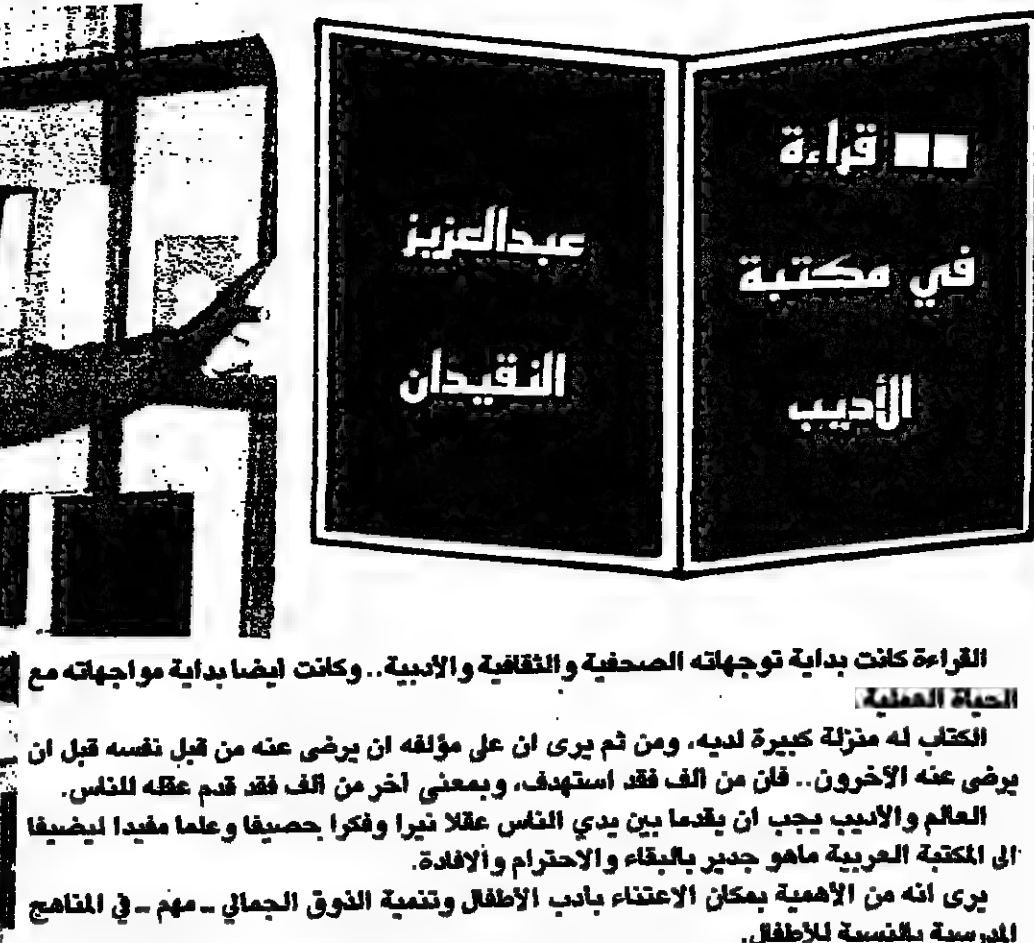 قراءة
في مكتبة
الأديب
عبدالعزيز
النقيدان
القراءة كانت بداية توجهاته الصحفية والثقافية والأدبية.. وكانت ايضا بداية مواجهاته مع
الحياة العملية.
الكتاب له منزلة كبيرة لديه، ومن ثم يرى ان على مؤلفه ان يرضى عنه من قبل نفسه قبل ان
يرضى عنه الآخرون.. فان من الف فقد استهدف، وبمعنى آخر من الف فقد قدم عقله للناس.
العالم والأديب يجب ان يقدما بين يدي الناس عقلا نيرا وفكرا حصيفا وعلما مفيدا ليضيفا
الى المكتبة العربية ماهو جدير بالبقاء والاحترام والافادة.
يرى انه من الأهمية بمكان الاعتناء بأدب الأطفال وتنمية الذوق الجمالي ـ مهم ـ في المناهج
المدرسية بالنسبة للأطفال.